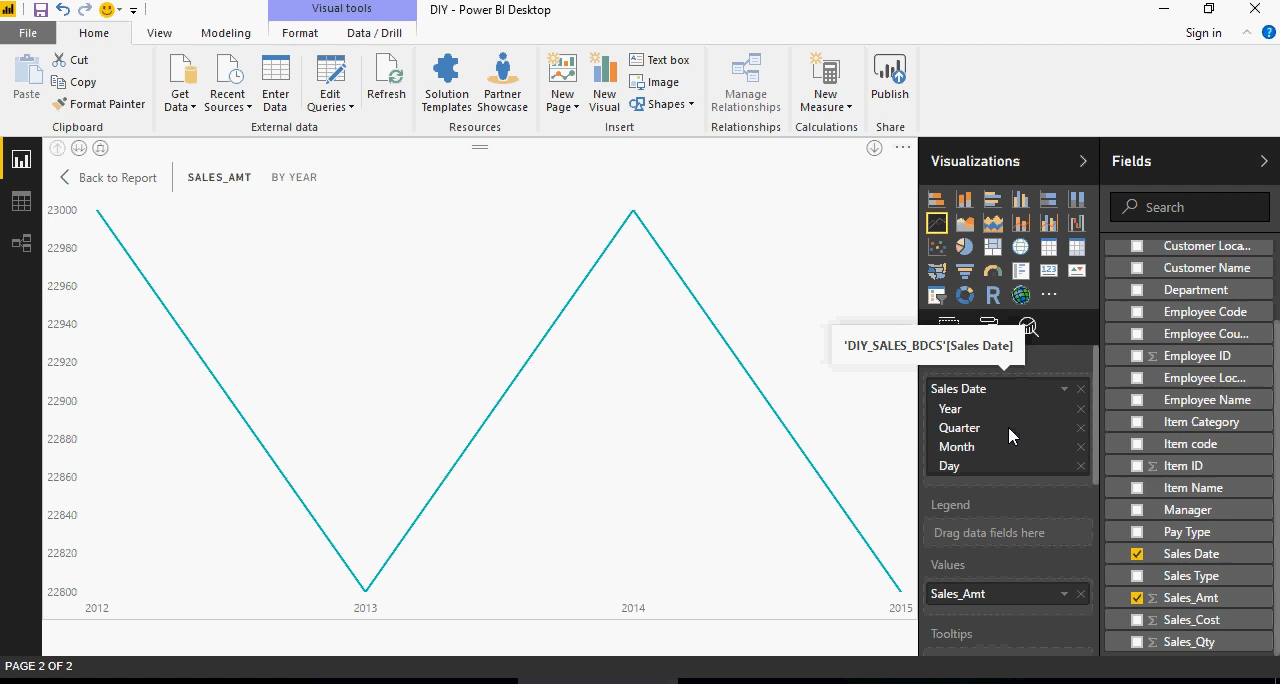 Visual tools
DIY - Power BI Desktop
File
Home
View
Modeling
Format
Data / Drill
Sign in
?
Paste
Cut
Copy
Format Painter
Clipboard
Get
Data
Recent
Sources
Enter
Data
Edit
Queries
Refresh
External data
Solution
Templates
Partner
Showcase
Resources
New
Page
New
Visual
Text box
Image
Shapes
Insert
Manage
Relationships
Relationships
New
Measure
Calculations
Publish
Share
Back to Report
SALES_AMT
BY YEAR
23000
22980
22960
22940
22920
22900
22880
22860
22840
22820
22800
2012
2013
2014
2015
Visualizations
123
R
'DIY_SALES_BDCS'[Sales Date]
Sales Date
Year
Quarter
Month
Day
Legend
Drag data fields here
Values
Sales_Amt
Tooltips
Fields
Search
Customer Loca...
Customer Name
Department
Employee Code
Employee Cou...
Σ Employee ID
Employee Loc...
Employee Name
Item Category
Item code
Σ Item ID
Item Name
Manager
Pay Type
Sales Date
Sales Type
Σ Sales_Amt
Σ Sales_Cost
Σ Sales_Qty
PAGE 2 OF 2